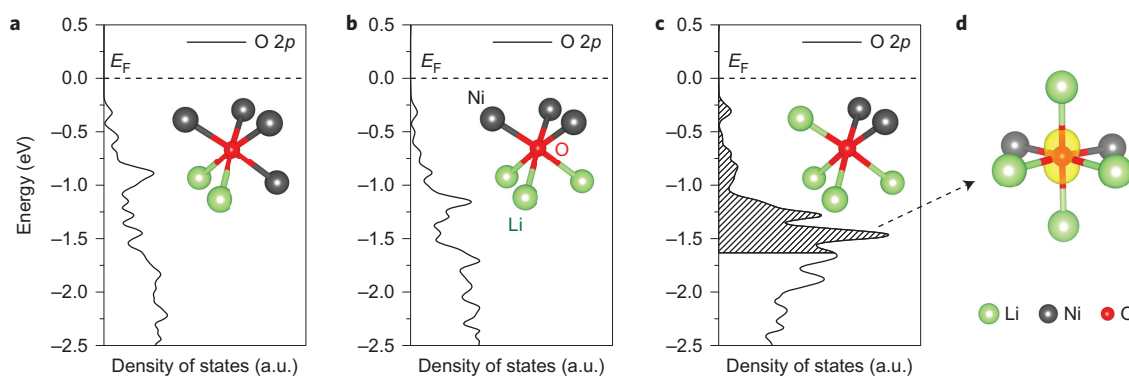 a
0.5
0.0
–0.5
–1.0
–1.5
–2.0
–2.5
Energy (eV)
Density of states (a.u.)
O 2p
E_F
b
0.5
0.0
–0.5
–1.0
–1.5
–2.0
–2.5
Density of states (a.u.)
O 2p
E_F
Ni
O
Li
c
0.5
0.0
–0.5
–1.0
–1.5
–2.0
–2.5
Density of states (a.u.)
O 2p
E_F
d
Li Ni O